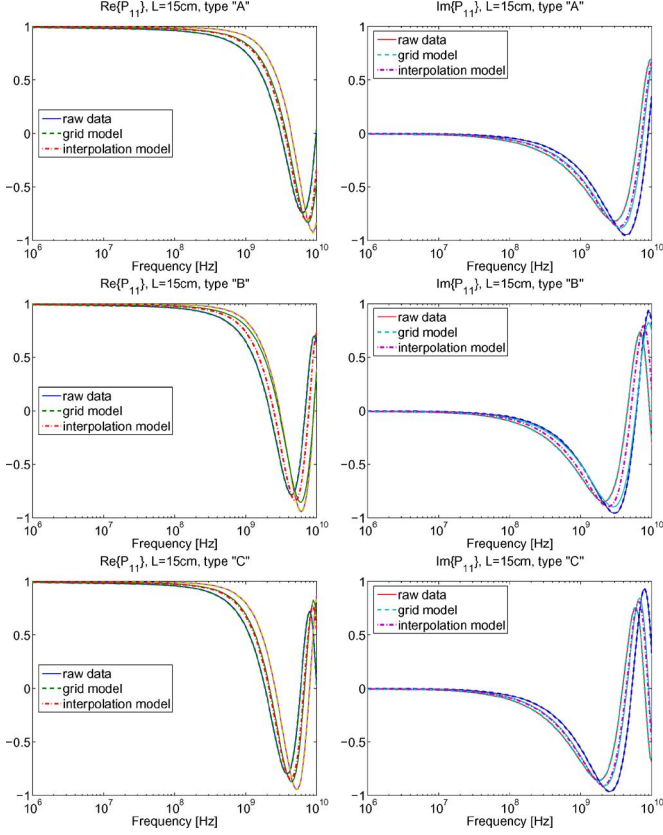 Re{P11}, L=15cm, type "A"
1
0.5
0
−0.5
−1
raw data
grid model
interpolation model
10^6 10^7 10^8 10^9 10^10
Frequency [Hz]
Im{P11}, L=15cm, type "A"
1
0.5
0
−0.5
−1
raw data
grid model
interpolation model
10^6 10^7 10^8 10^9 10^10
Frequency [Hz]
Re{P11}, L=15cm, type "B"
1
0.5
0
−0.5
−1
raw data
grid model
interpolation model
10^6 10^7 10^8 10^9 10^10
Frequency [Hz]
Im{P11}, L=15cm, type "B"
1
0.5
0
−0.5
−1
raw data
grid model
interpolation model
10^6 10^7 10^8 10^9 10^10
Frequency [Hz]
Re{P11}, L=15cm, type "C"
1
0.5
0
−0.5
−1
raw data
grid model
interpolation model
10^6 10^7 10^8 10^9 10^10
Frequency [Hz]
Im{P11}, L=15cm, type "C"
1
0.5
0
−0.5
−1
raw data
grid model
interpolation model
10^6 10^7 10^8 10^9 10^10
Frequency [Hz]